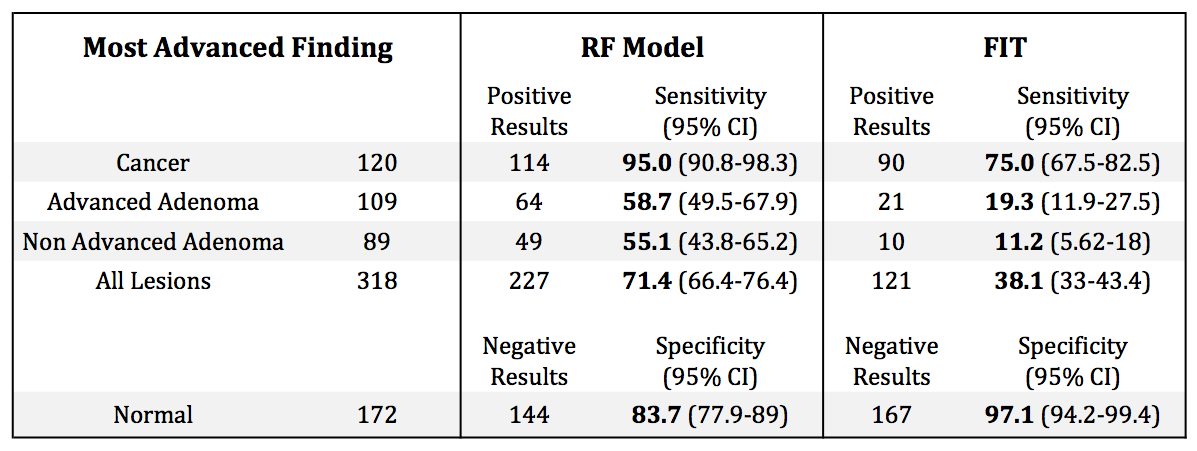 Most Advanced Finding RF Model FIT
Positive Results Sensitivity (95% CI) Positive Results Sensitivity (95% CI)
Cancer 120 114 95.0 (90.8-98.3) 90 75.0 (67.5-82.5)
Advanced Adenoma 109 64 58.7 (49.5-67.9) 21 19.3 (11.9-27.5)
Non Advanced Adenoma 89 49 55.1 (43.8-65.2) 10 11.2 (5.62-18)
All Lesions 318 227 71.4 (66.4-76.4) 121 38.1 (33-43.4)
Negative Results Specificity (95% CI) Negative Results Specificity (95% CI)
Normal 172 144 83.7 (77.9-89) 167 97.1 (94.2-99.4)